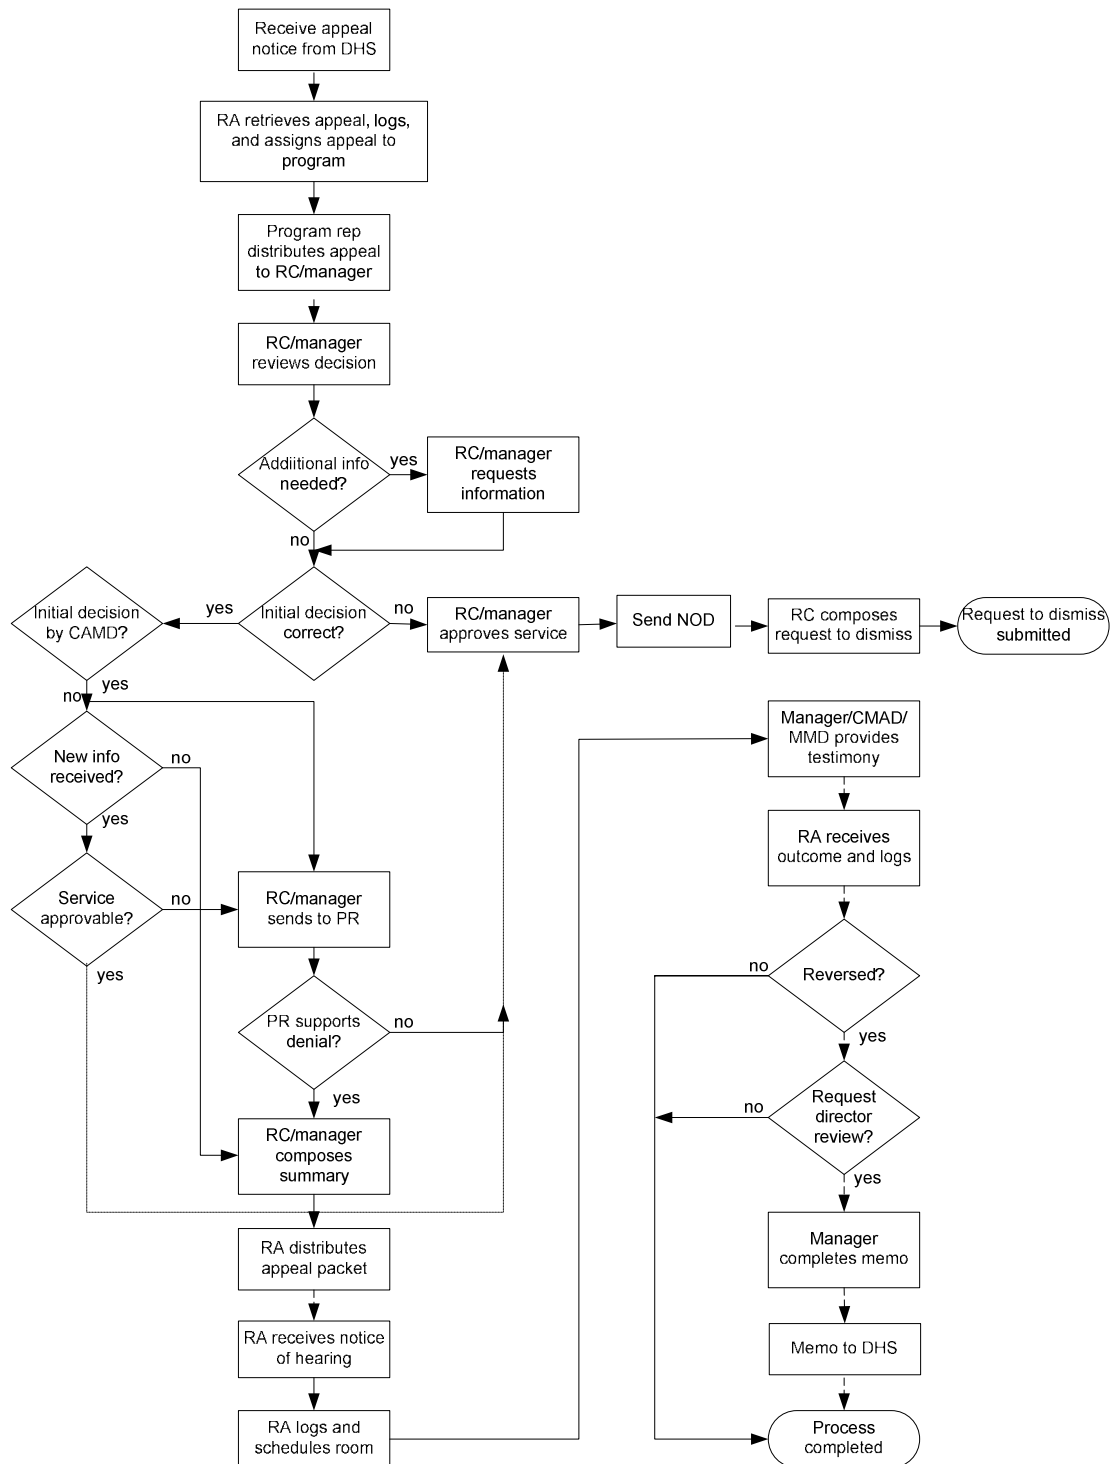 Receive appeal
notice from DHS
RA retrieves appeal, logs,
and assigns appeal to
program
Program rep
distributes appeal
to RC/manager
RC/manager
reviews decision
Addiitional info
needed?
yes
RC/manager
requests
information
no
Initial decision
by CAMD?
yes
Initial decision
correct?
no
RC/manager
approves service
Send NOD
RC composes
request to dismiss
Request to dismiss
submitted
yes
no
New info
received?
no
yes
Service
approvable?
no
yes
RC/manager
sends to PR
PR supports
denial?
no
yes
RC/manager
composes
summary
RA distributes
appeal packet
RA receives notice
of hearing
RA logs and
schedules room
Manager/CMAD/
MMD provides
testimony
RA receives
outcome and logs
no
Reversed?
yes
no
Request
director
review?
yes
Manager
completes memo
Memo to DHS
Process
completed